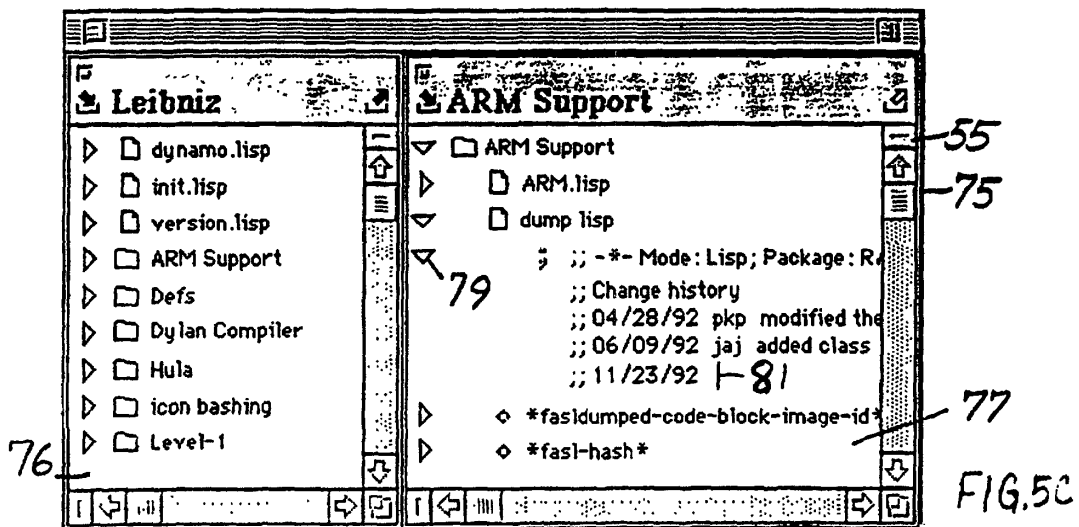 Leibniz
dynamo.lisp
init.lisp
version.lisp
ARM Support
Defs
Dylan Compiler
Hula
icon bashing
Level-1
76
ARM Support
ARM Support
ARM.lisp
dump lisp
; ;; -*- Mode: Lisp; Package: RA
;; Change history
;; 04/28/92 pkp modified the
;; 06/09/92 jaj added class
;; 11/23/92
*fasldumped-code-block-image-id*
*fasl-hash*
55
75
79
81
77
FIG.5C